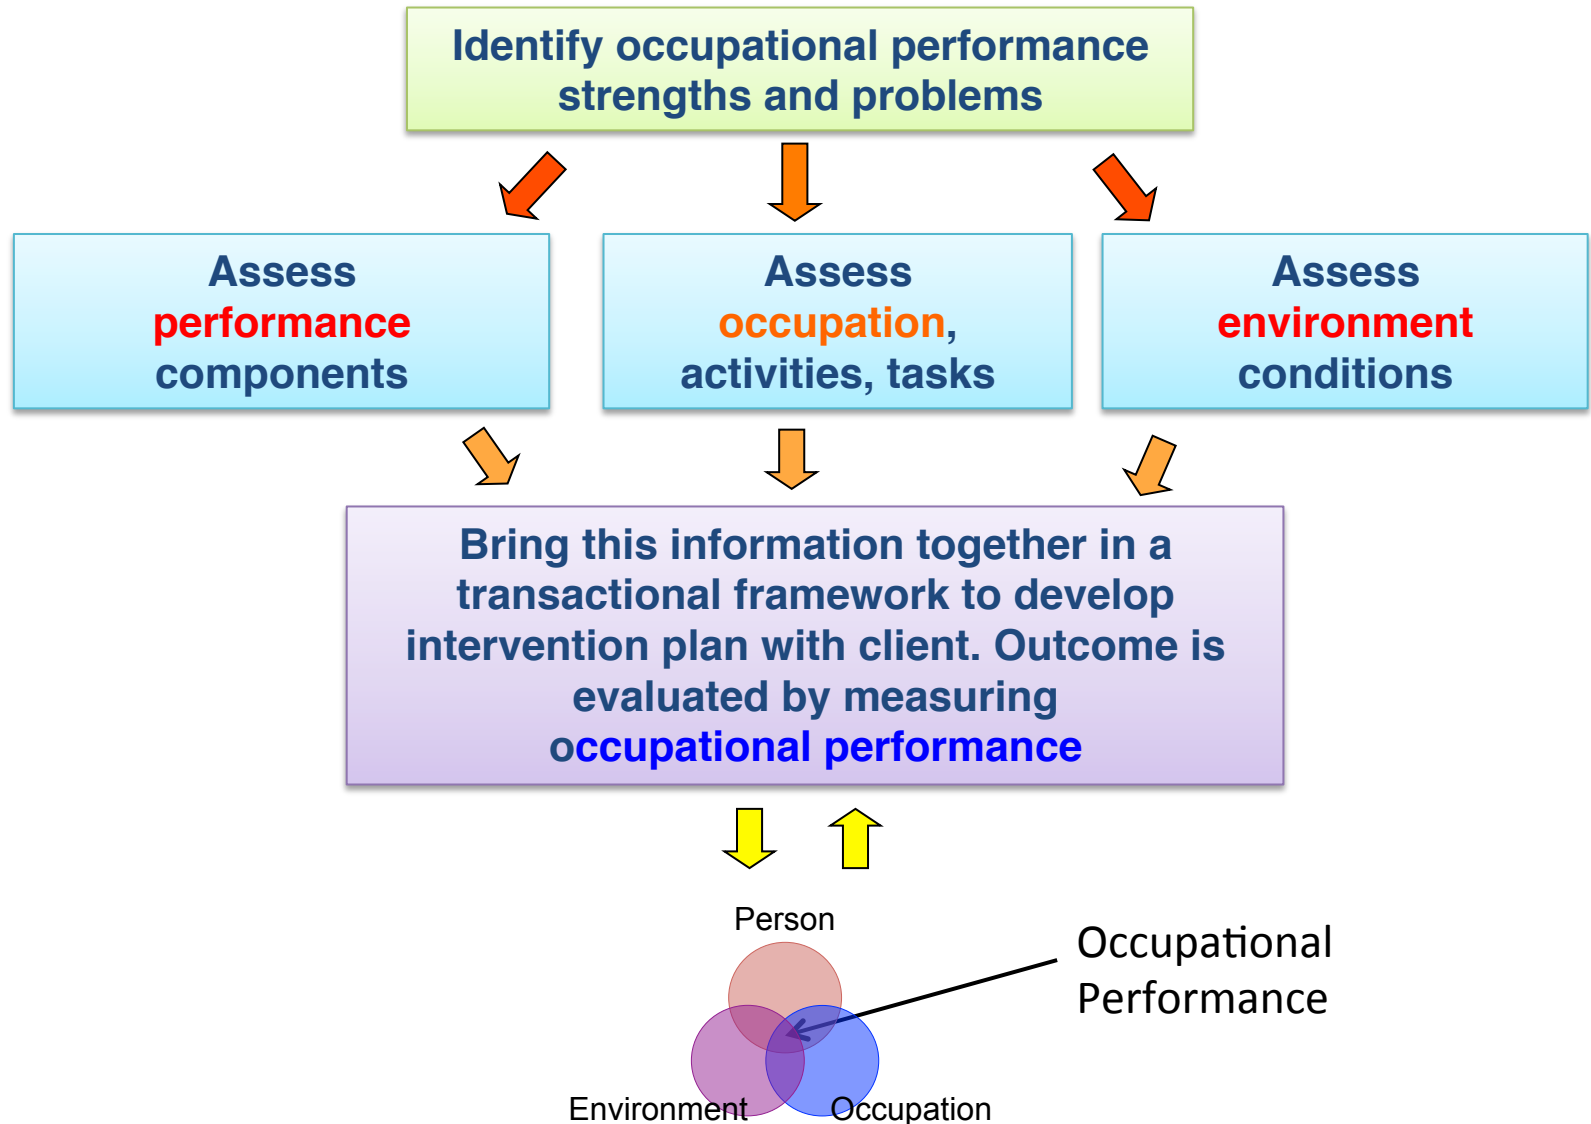 Identify occupational performance
strengths and problems
Assess
performance
components
Assess
occupation,
activities, tasks
Assess
environment
conditions
Bring this information together in a
transactional framework to develop
intervention plan with client. Outcome is
evaluated by measuring
occupational performance
Person
Occupational
Performance
Environment
Occupation